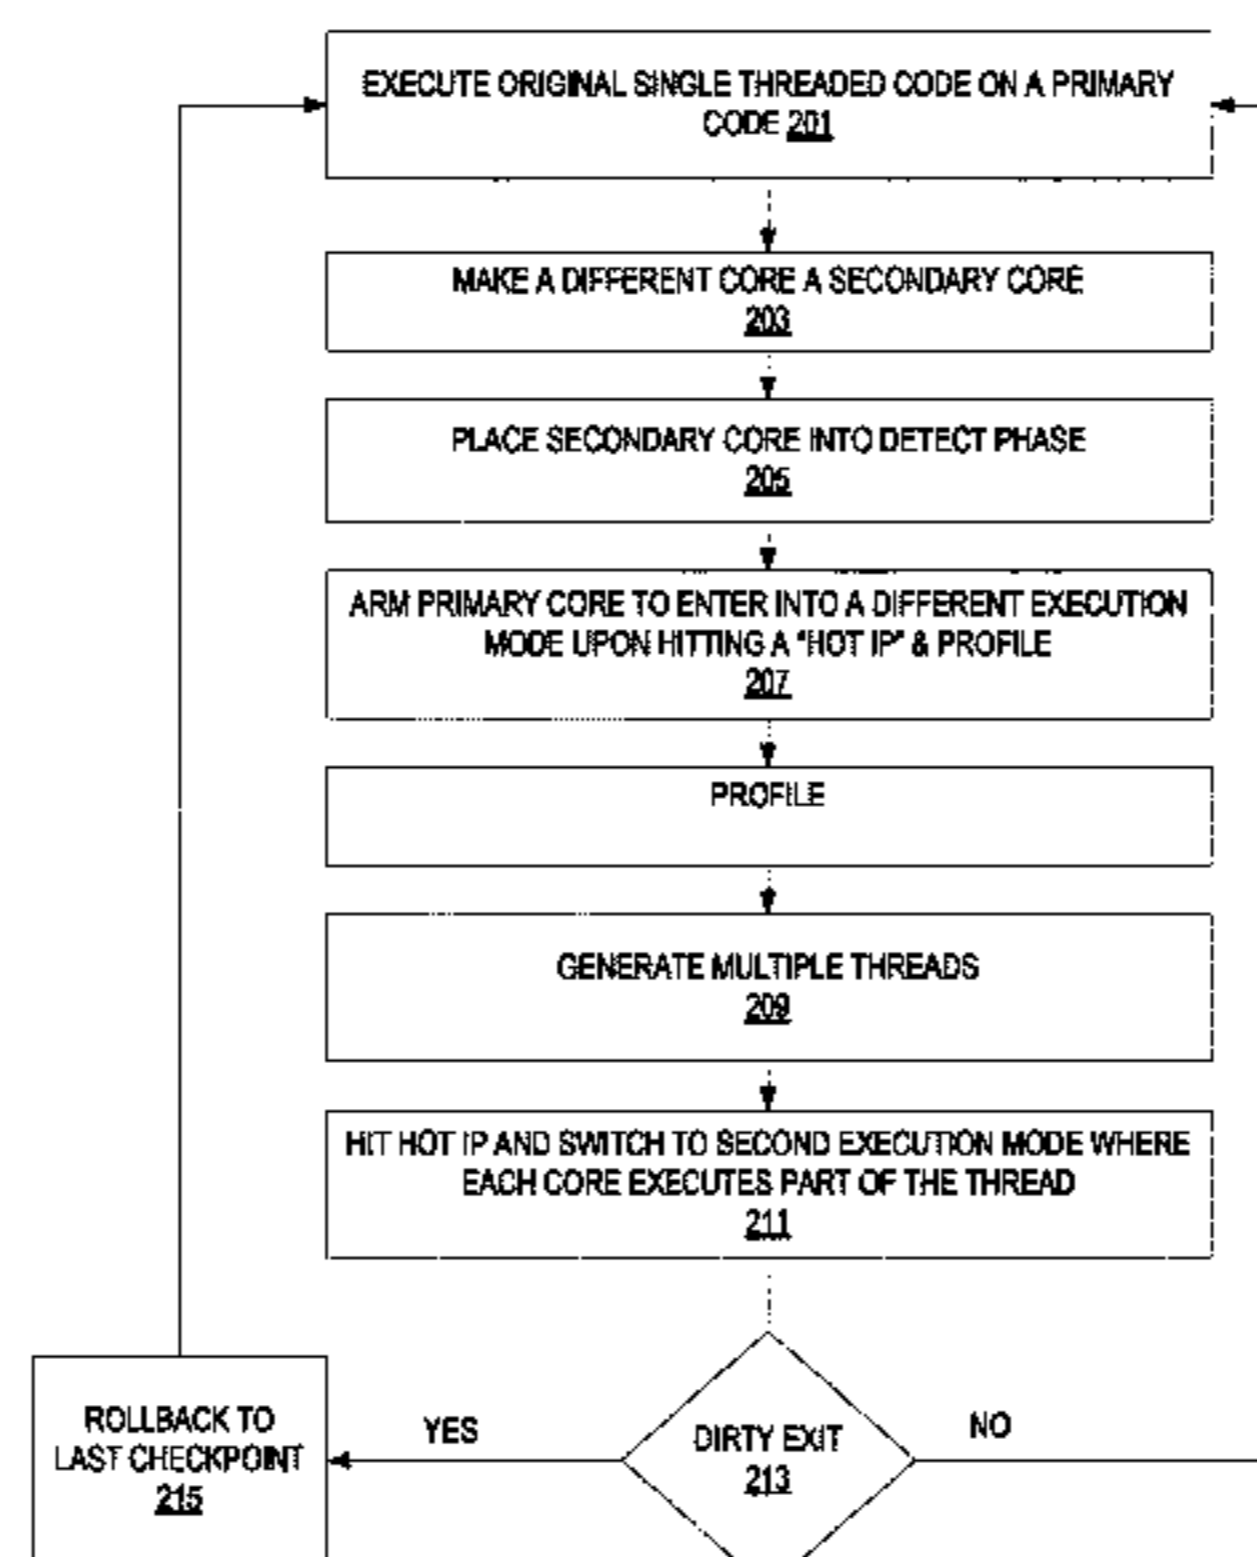 EXECUTE ORIGINAL SINGLE THREADED CODE ON A PRIMARY
CODE 201
MAKE A DIFFERENT CORE A SECONDARY CORE
203
PLACE SECONDARY CORE INTO DETECT PHASE
205
ARM PRIMARY CORE TO ENTER INTO A DIFFERENT EXECUTION
MODE UPON HITTING A "HOT IP" & PROFILE
207
PROFILE
GENERATE MULTIPLE THREADS
209
HIT HOT IP AND SWITCH TO SECOND EXECUTION MODE WHERE
EACH CORE EXECUTES PART OF THE THREAD
211
DIRTY EXIT
213
YES
NO
ROLLBACK TO
LAST CHECKPOINT
215